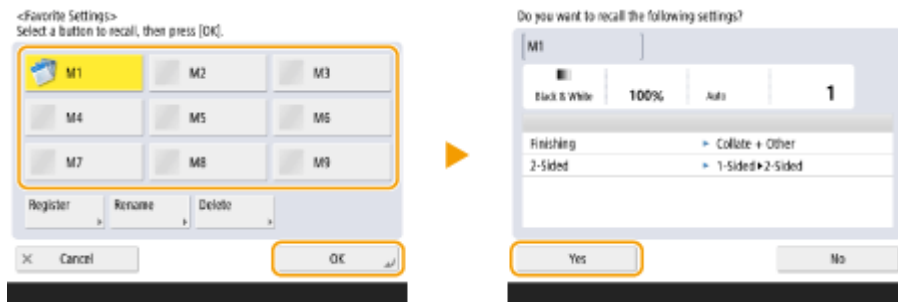 <Favorite Settings>
Select a button to recall, then press [OK].
M1 M2 M3
M4 M5 M6
M7 M8 M9
Register Rename Delete
× Cancel OK
Do you want to recall the following settings?
M1
Black & White 100% Auto 1
Finishing ▶ Collate + Other
2-Sided ▶ 1-Sided▶2-Sided
Yes No